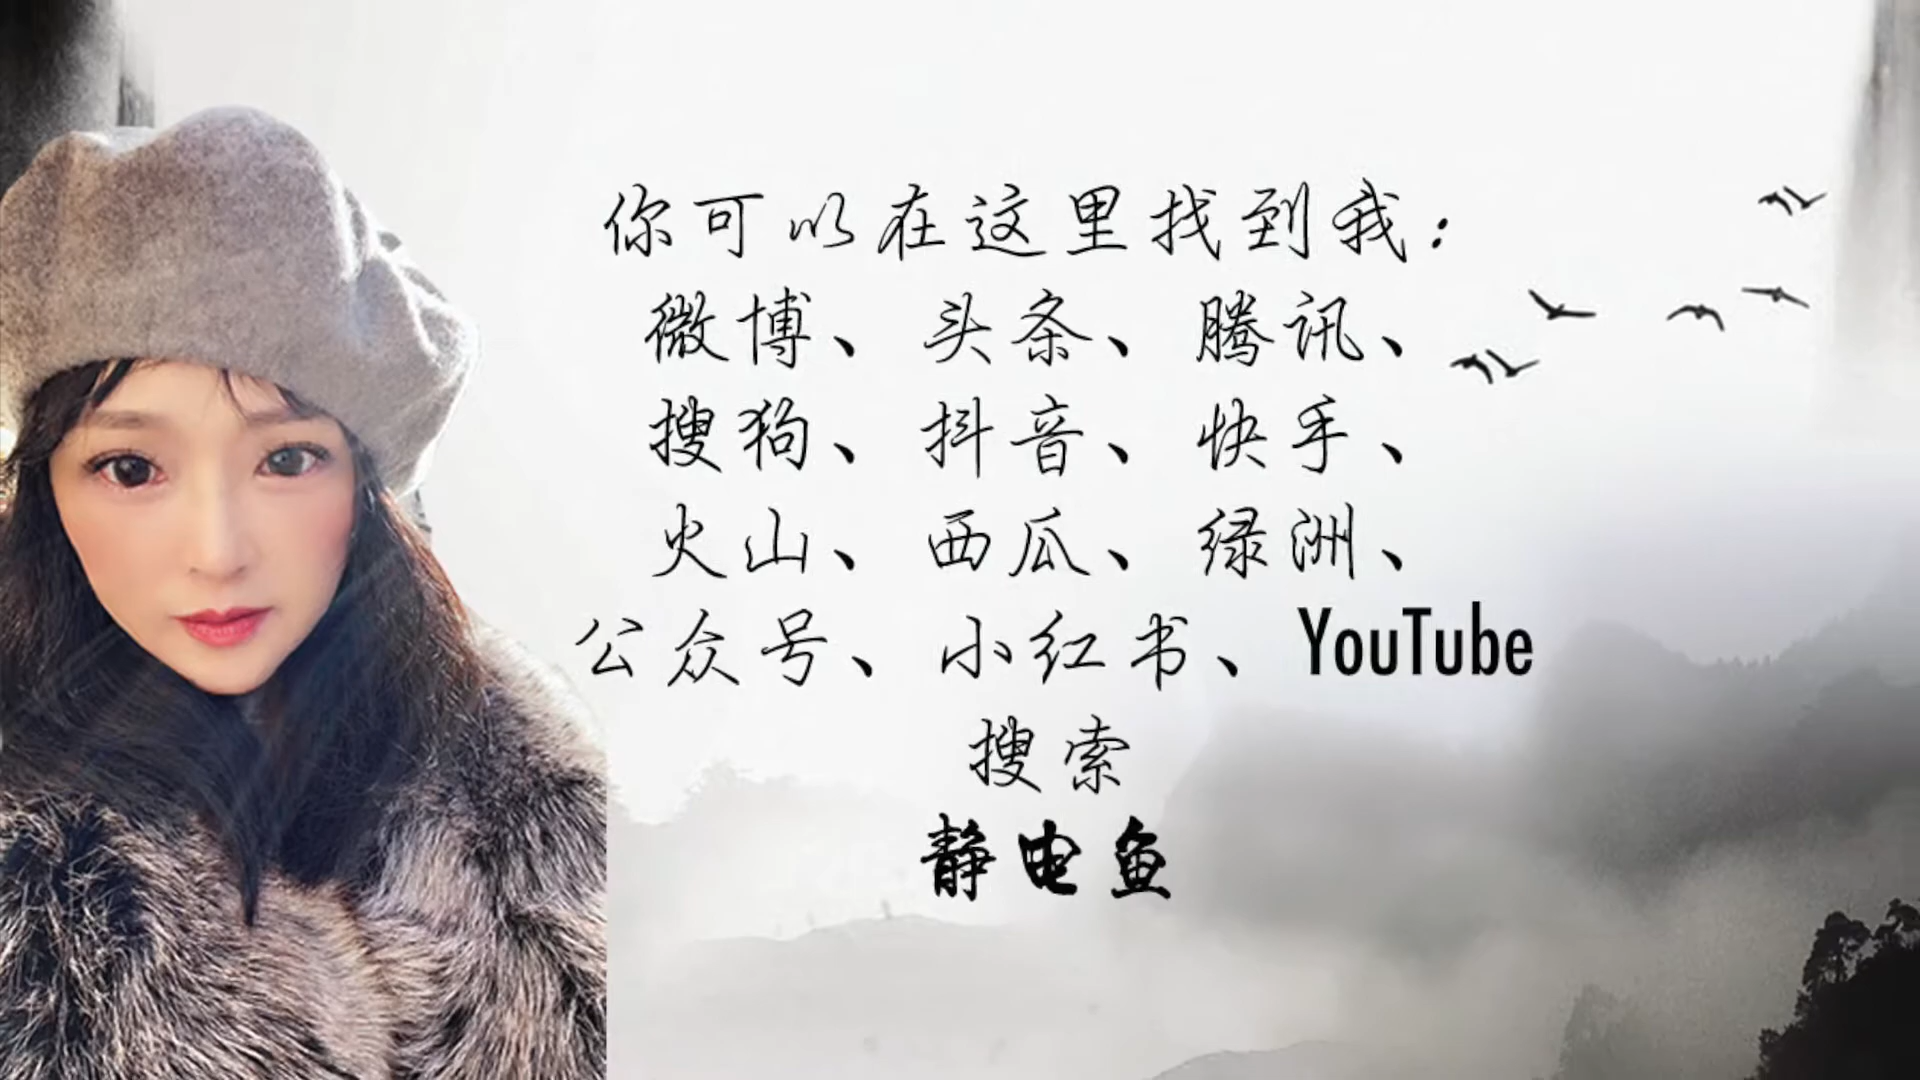 你可以在这里找到我：
微博、头条、腾讯、
搜狗、抖音、快手、
火山、西瓜、绿洲、
公众号、小红书、YouTube
搜索
静电鱼